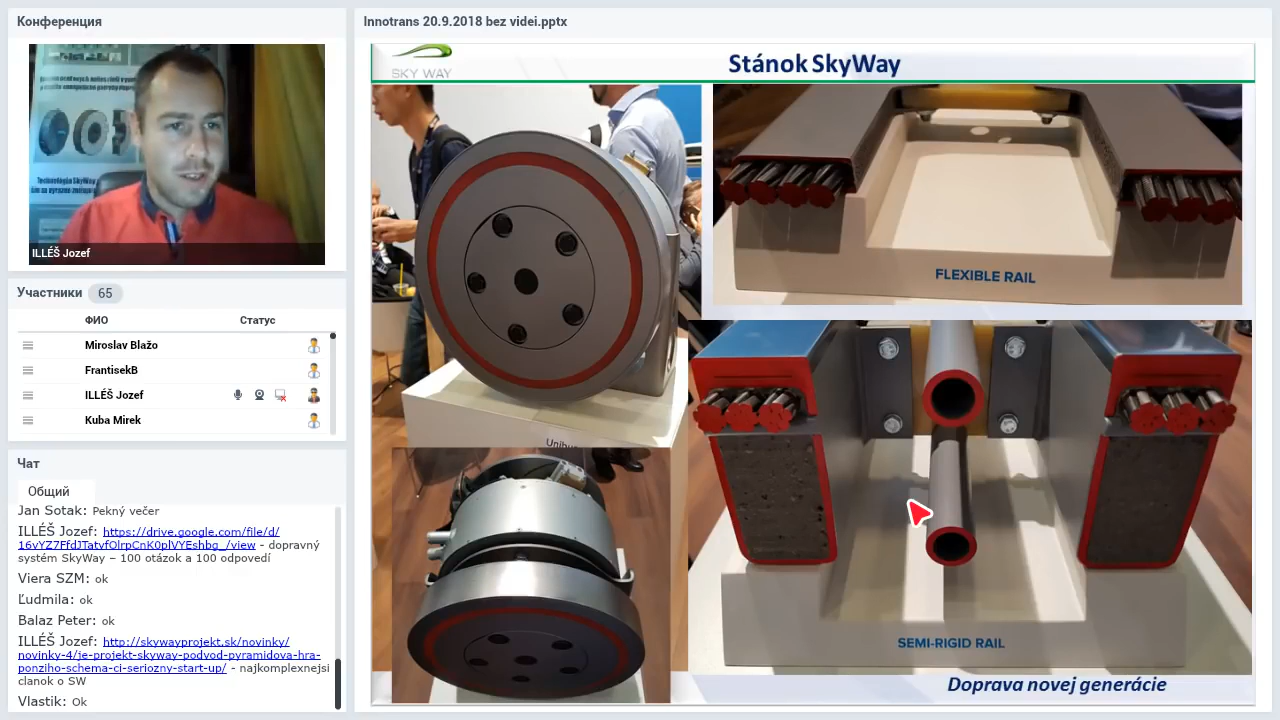 Конференция
ILLÉŠ Jozef
Участники 65
ФИО Статус
Miroslav Blažo
FrantisekB
ILLÉŠ Jozef
Kuba Mirek
Чат
Общий
Jan Sotak: Pekný večer
ILLÉŠ Jozef: https://drive.google.com/file/d/
- dopravný
systém SkyWay – 100 otázok a 100 odpovedí
Viera SZM: ok
Ľudmila: ok
Balaz Peter: ok
ILLÉŠ Jozef: http://skywayprojekt.sk/novinky/
novinky-4/je-projekt-skyway-podvod-pyramidova-hra-
ponziho-schema-ci-seriozny-start-up/ - najkomplexnejsi
clanok o SW
Vlastik: Ok
Innotrans 20.9.2018 bez videi.pptx
SKY WAY
Stánok SkyWay
FLEXIBLE RAIL
SEMI-RIGID RAIL
Doprava novej generácie